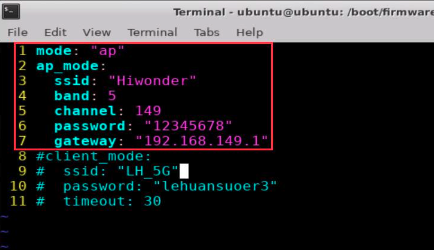 Terminal - ubuntu@ubuntu: /boot/firmware
File Edit View Terminal Tabs Help
1 mode: "ap"
2 ap_mode:
3   ssid: "Hiwonder"
4   band: 5
5   channel: 149
6   password: "12345678"
7   gateway: "192.168.149.1"
8 #client_mode:
9 #  ssid: "LH_5G"
10 #  password: "lehuansuoer3"
11 #  timeout: 30
~
~
~